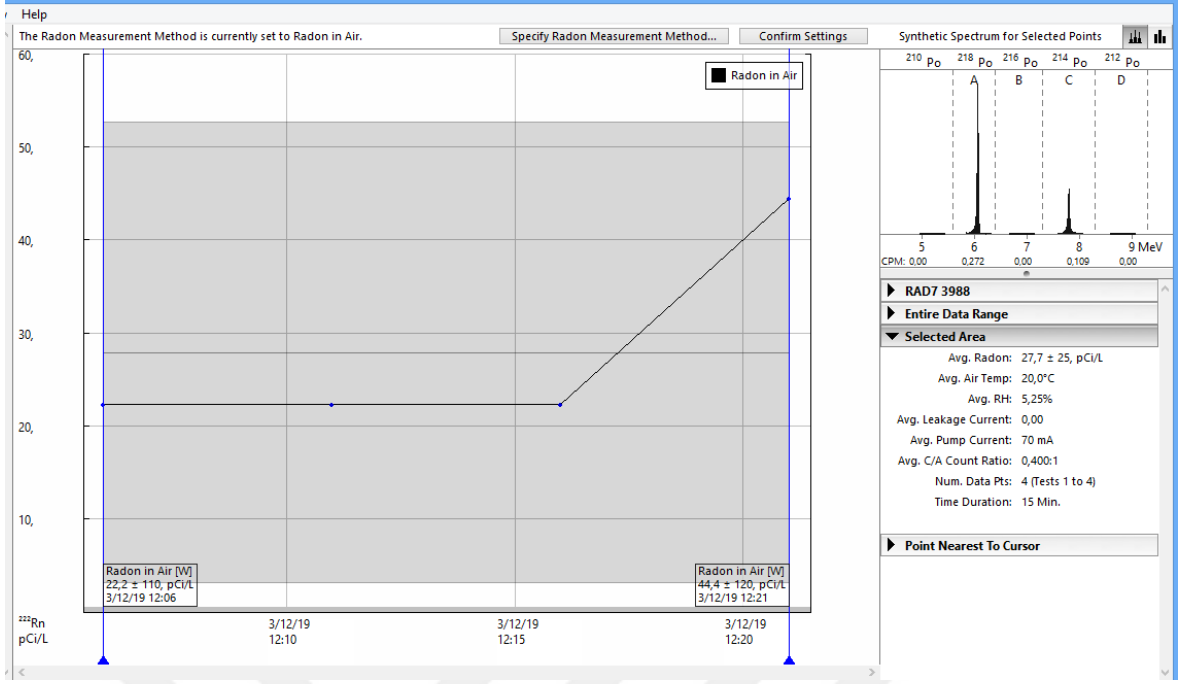 Help
The Radon Measurement Method is currently set to Radon in Air.
Specify Radon Measurement Method...
Confirm Settings
Synthetic Spectrum for Selected Points
60,
50,
40,
30,
20,
10,
Radon in Air
Radon in Air [W]
22,2 ± 110, pCi/L
3/12/19 12:06
Radon in Air [W]
44,4 ± 120, pCi/L
3/12/19 12:21
²²²Rn
pCi/L
3/12/19
12:10
3/12/19
12:15
3/12/19
12:20
²¹⁰Po ²¹⁸Po ²¹⁶Po ²¹⁴Po ²¹²Po
A B C D
5 6 7 8 9 MeV
CPM: 0,00 0,272 0,00 0,109 0,00
RAD7 3988
Entire Data Range
Selected Area
Avg. Radon: 27,7 ± 25, pCi/L
Avg. Air Temp: 20,0°C
Avg. RH: 5,25%
Avg. Leakage Current: 0,00
Avg. Pump Current: 70 mA
Avg. C/A Count Ratio: 0,400:1
Num. Data Pts: 4 (Tests 1 to 4)
Time Duration: 15 Min.
Point Nearest To Cursor